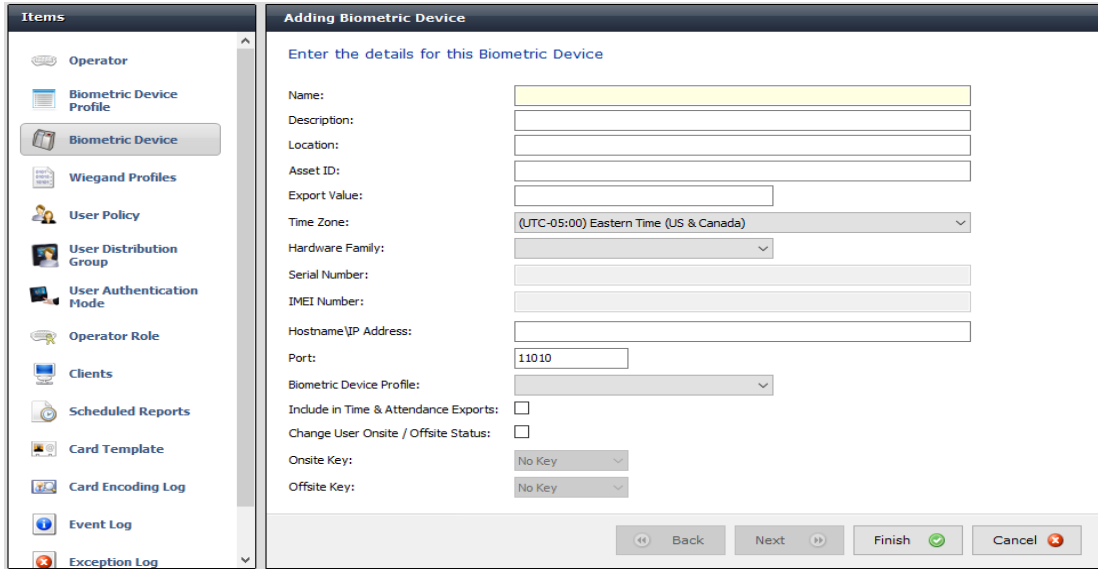 Items
Operator
Biometric Device
Profile
Biometric Device
Wiegand Profiles
User Policy
User Distribution
Group
User Authentication
Mode
Operator Role
Clients
Scheduled Reports
Card Template
Card Encoding Log
Event Log
Exception Log
Adding Biometric Device
Enter the details for this Biometric Device
Name:
Description:
Location:
Asset ID:
Export Value:
Time Zone: (UTC-05:00) Eastern Time (US & Canada)
Hardware Family:
Serial Number:
IMEI Number:
Hostname\IP Address:
Port: 11010
Biometric Device Profile:
Include in Time & Attendance Exports:
Change User Onsite / Offsite Status:
Onsite Key: No Key
Offsite Key: No Key
Back Next Finish Cancel